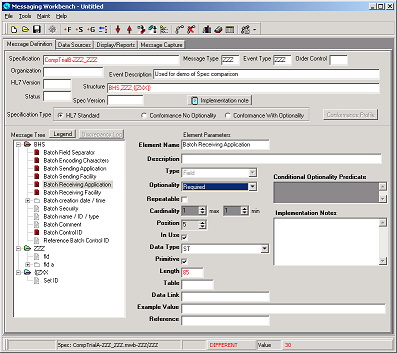 Messaging Workbench - Untitled
File Tools Maint Help
+F +S +G
Message Definition Data Sources Display/Reports Message Capture
Specification CompTrialB-ZZZ_ZZZ Message Type ZZZ Event Type ZZZ Order Control
Organization Event Description Used for demo of Spec comparison
HL7 Version Structure BHS,ZZZ,{[ZXX]}
Status Spec Version Implementation note
Specification Type HL7 Standard Conformance No Optionality Conformance With Optionality Conformance Profile
Message Tree Legend Discrepancy Log Element Parameters
BHS
Batch Field Separator
Batch Encoding Characters
Batch Sending Application
Batch Sending Facility
Batch Receiving Application
Batch Receiving Facility
Batch creation date / time
Batch Security
Batch name / ID / type
Batch Comment
Batch Control ID
Reference Batch Control ID
ZZZ
fld
fld a
{[ZXX
Set ID
Element Name Batch Receiving Application
Description
Type Field
Optionality Required
Repeatable
Cardinality 1 max 1 min
Position 5
In Use
Data Type ST
Primitive
Length 85
Table
Data Link
Example Value
Reference
Conditional Optionality Predicate
Implementation Notes
Spec: CompTrialA-ZZZ_ZZZ.mwb-ZZZ|ZZZ DIFFERENT Value 30